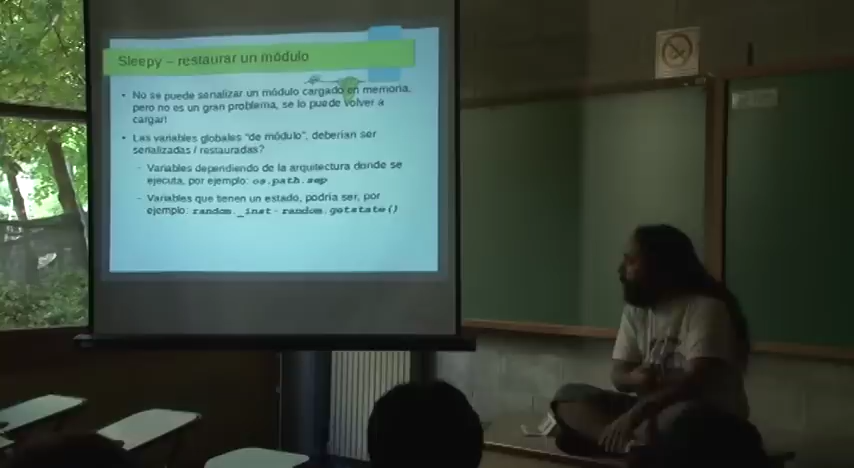 Sleepy – restaurar un módulo
No se puede serializar un módulo cargado en memoria,
pero no es un gran problema, se lo puede volver a
cargar!
Las variables globales "de módulo", deberían ser
serializadas / restauradas?
Variables dependiendo de la arquitectura donde se
ejecuta, por ejemplo: os.path.sep
Variables que tienen un estado, podría ser, por
ejemplo: random._inst - random.getstate()